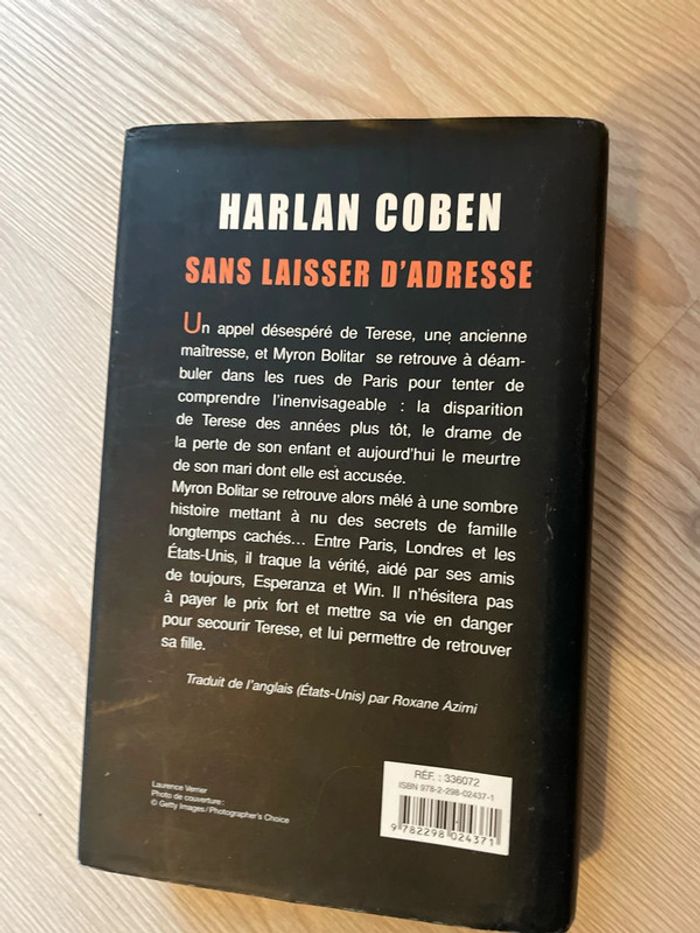 HARLAN COBEN
SANS LAISSER D'ADRESSE
Un appel désespéré de Terese, une ancienne
maîtresse, et Myron Bolitar se retrouve à déam-
buler dans les rues de Paris pour tenter de
comprendre l'inenvisageable : la disparition
de Terese des années plus tôt, le drame de
la perte de son enfant et aujourd'hui le meurtre
de son mari dont elle est accusée.
Myron Bolitar se retrouve alors mêlé à une sombre
histoire mettant à nu des secrets de famille
longtemps cachés... Entre Paris, Londres et les
États-Unis, il traque la vérité, aidé par ses amis
de toujours, Esperanza et Win. Il n'hésitera pas
à payer le prix fort et mettre sa vie en danger
pour secourir Terese, et lui permettre de retrouver
sa fille.
Traduit de l'anglais (États-Unis) par Roxane Azimi
Laurence Verrier
Photo de couverture :
© Getty Images / Photographer's Choice
RÉF. : 336072
ISBN 978-2-298-02437-1
9 782298 024371